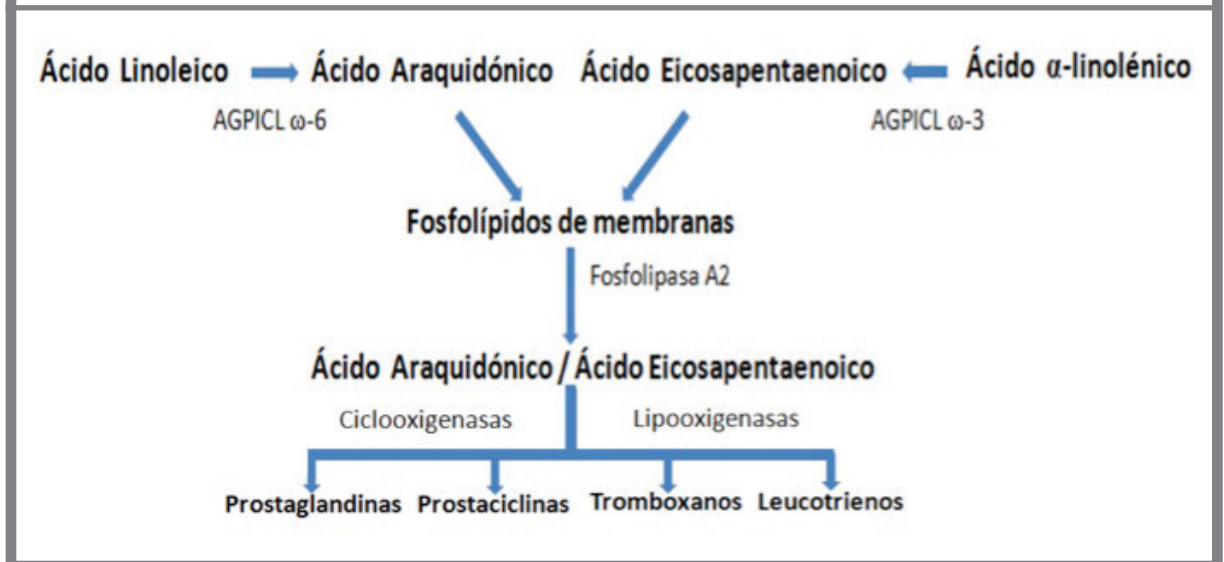 Ácido Linoleico Ácido Araquidónico Ácido Eicosapentaenoico Ácido α-linolénico
AGPICL ω-6 AGPICL ω-3
Fosfolípidos de membranas
Fosfolipasa A2
Ácido Araquidónico / Ácido Eicosapentaenoico
Ciclooxigenasas Lipooxigenasas
Prostaglandinas Prostaciclinas Tromboxanos Leucotrienos